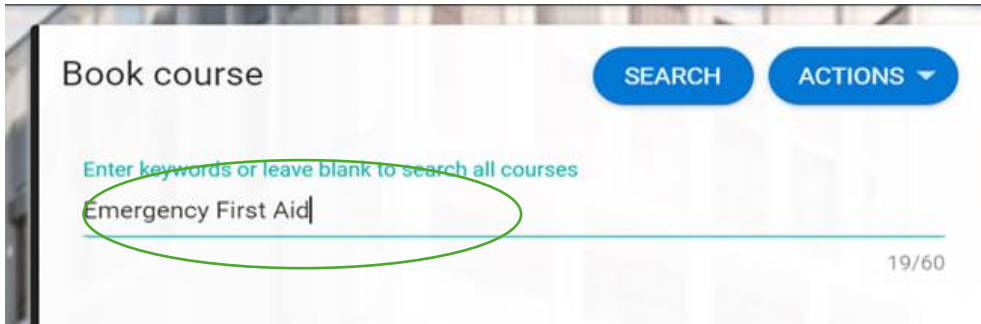 Book course
SEARCH
ACTIONS
Enter keywords or leave blank to search all courses
Emergency First Aid
19/60